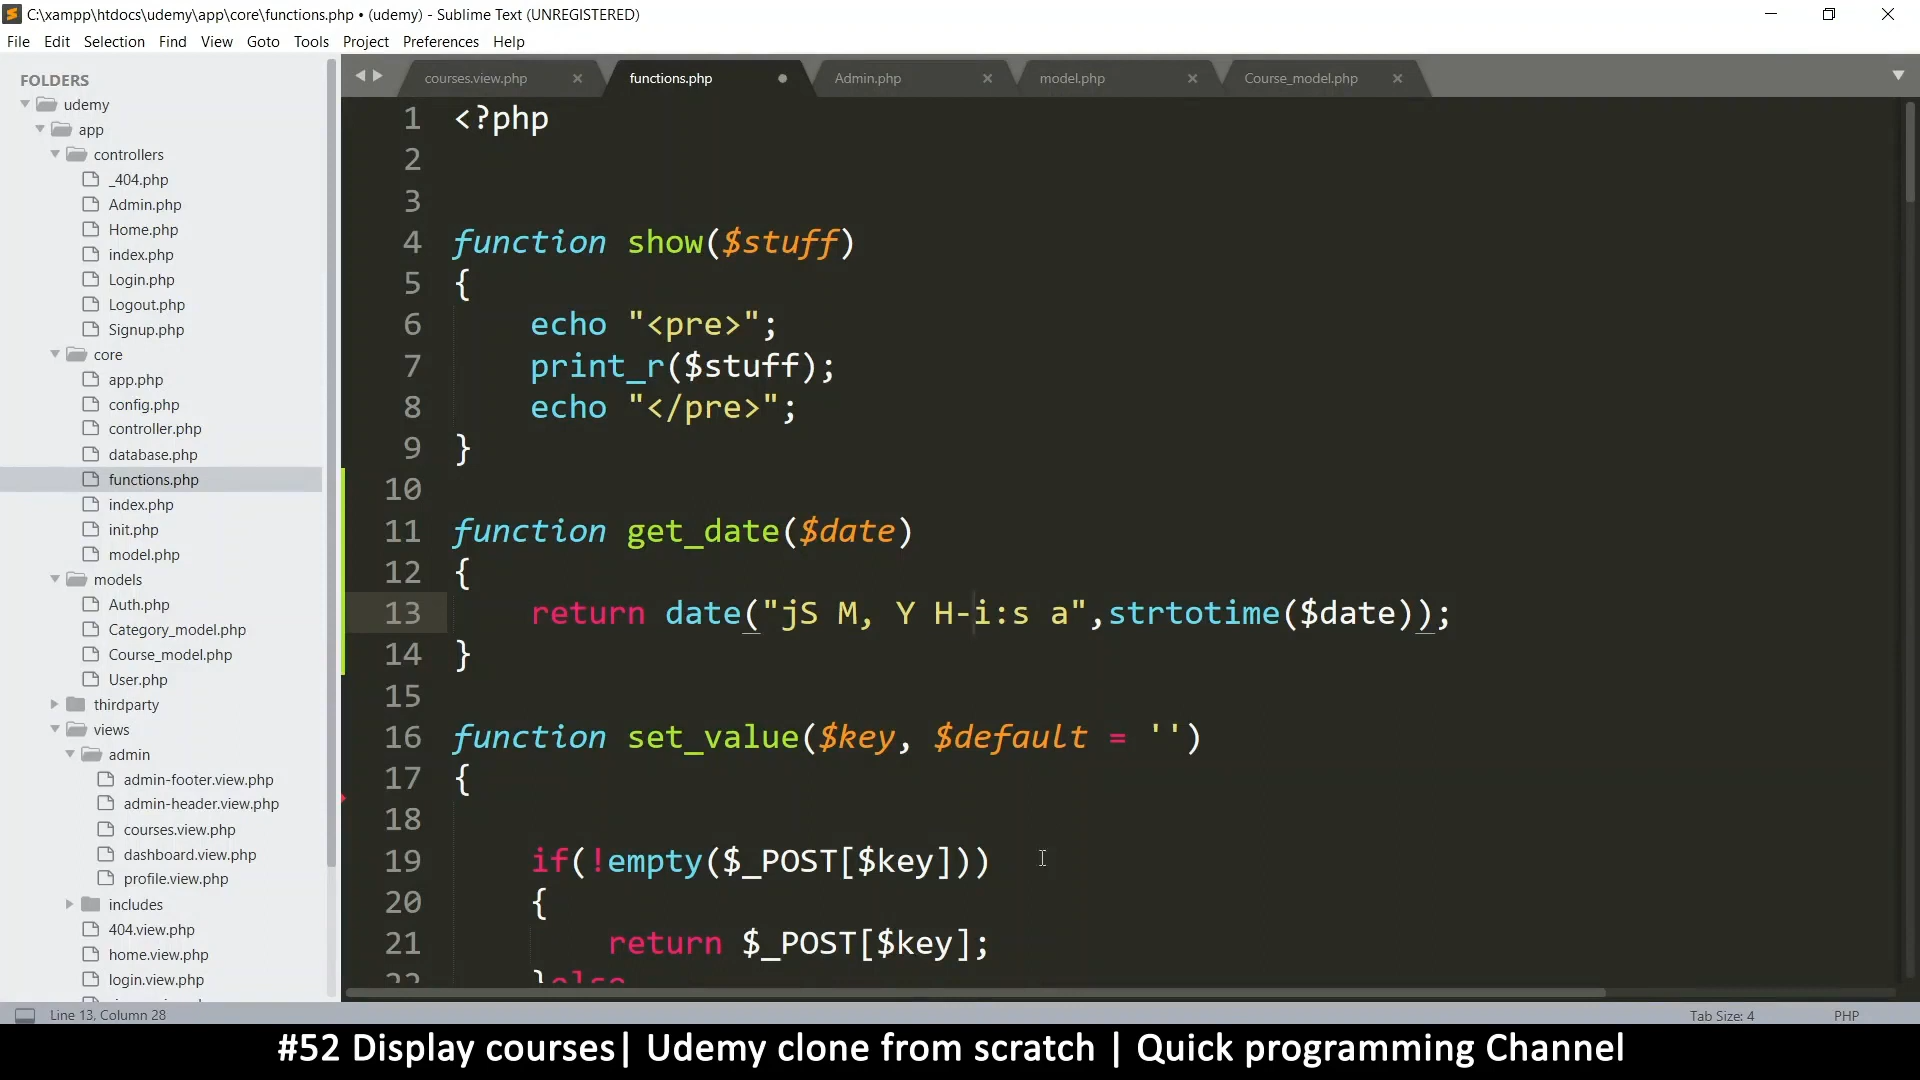 C:\xampp\htdocs\udemy\app\core\functions.php • (udemy) - Sublime Text (UNREGISTERED)
File Edit Selection Find View Goto Tools Project Preferences Help
FOLDERS
udemy
app
controllers
_404.php
Admin.php
Home.php
index.php
Login.php
Logout.php
Signup.php
core
app.php
config.php
controller.php
database.php
functions.php
index.php
init.php
model.php
models
Auth.php
Category_model.php
Course_model.php
User.php
thirdparty
views
admin
admin-footer.view.php
admin-header.view.php
courses.view.php
dashboard.view.php
profile.view.php
includes
404.view.php
home.view.php
login.view.php
courses.view.php functions.php Admin.php model.php Course_model.php
1 <?php
2
3
4 function show($stuff)
5 {
6 echo "<pre>";
7 print_r($stuff);
8 echo "</pre>";
9 }
10
11 function get_date($date)
12 {
13 return date("jS M, Y H-i:s a",strtotime($date));
14 }
15
16 function set_value($key, $default = '')
17 {
18
19 if(!empty($_POST[$key]))
20 {
21 return $_POST[$key];
22 }else
Line 13, Column 28 Tab Size: 4 PHP
#52 Display courses| Udemy clone from scratch | Quick programming Channel